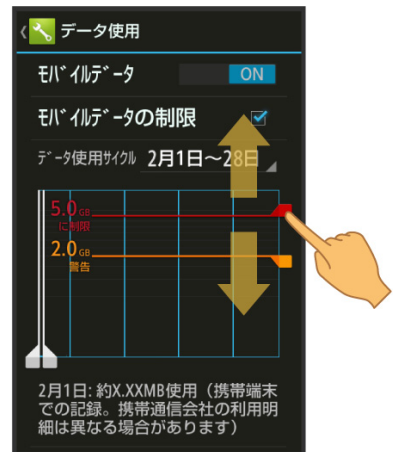 データ使用
モバイルデータ
ON
モバイルデータの制限
データ使用サイクル 2月1日～28日
5.0GB
に制限
2.0GB
警告
2月1日: 約X.XXMB使用（携帯端末
での記録。携帯通信会社の利用明
細は異なる場合があります）